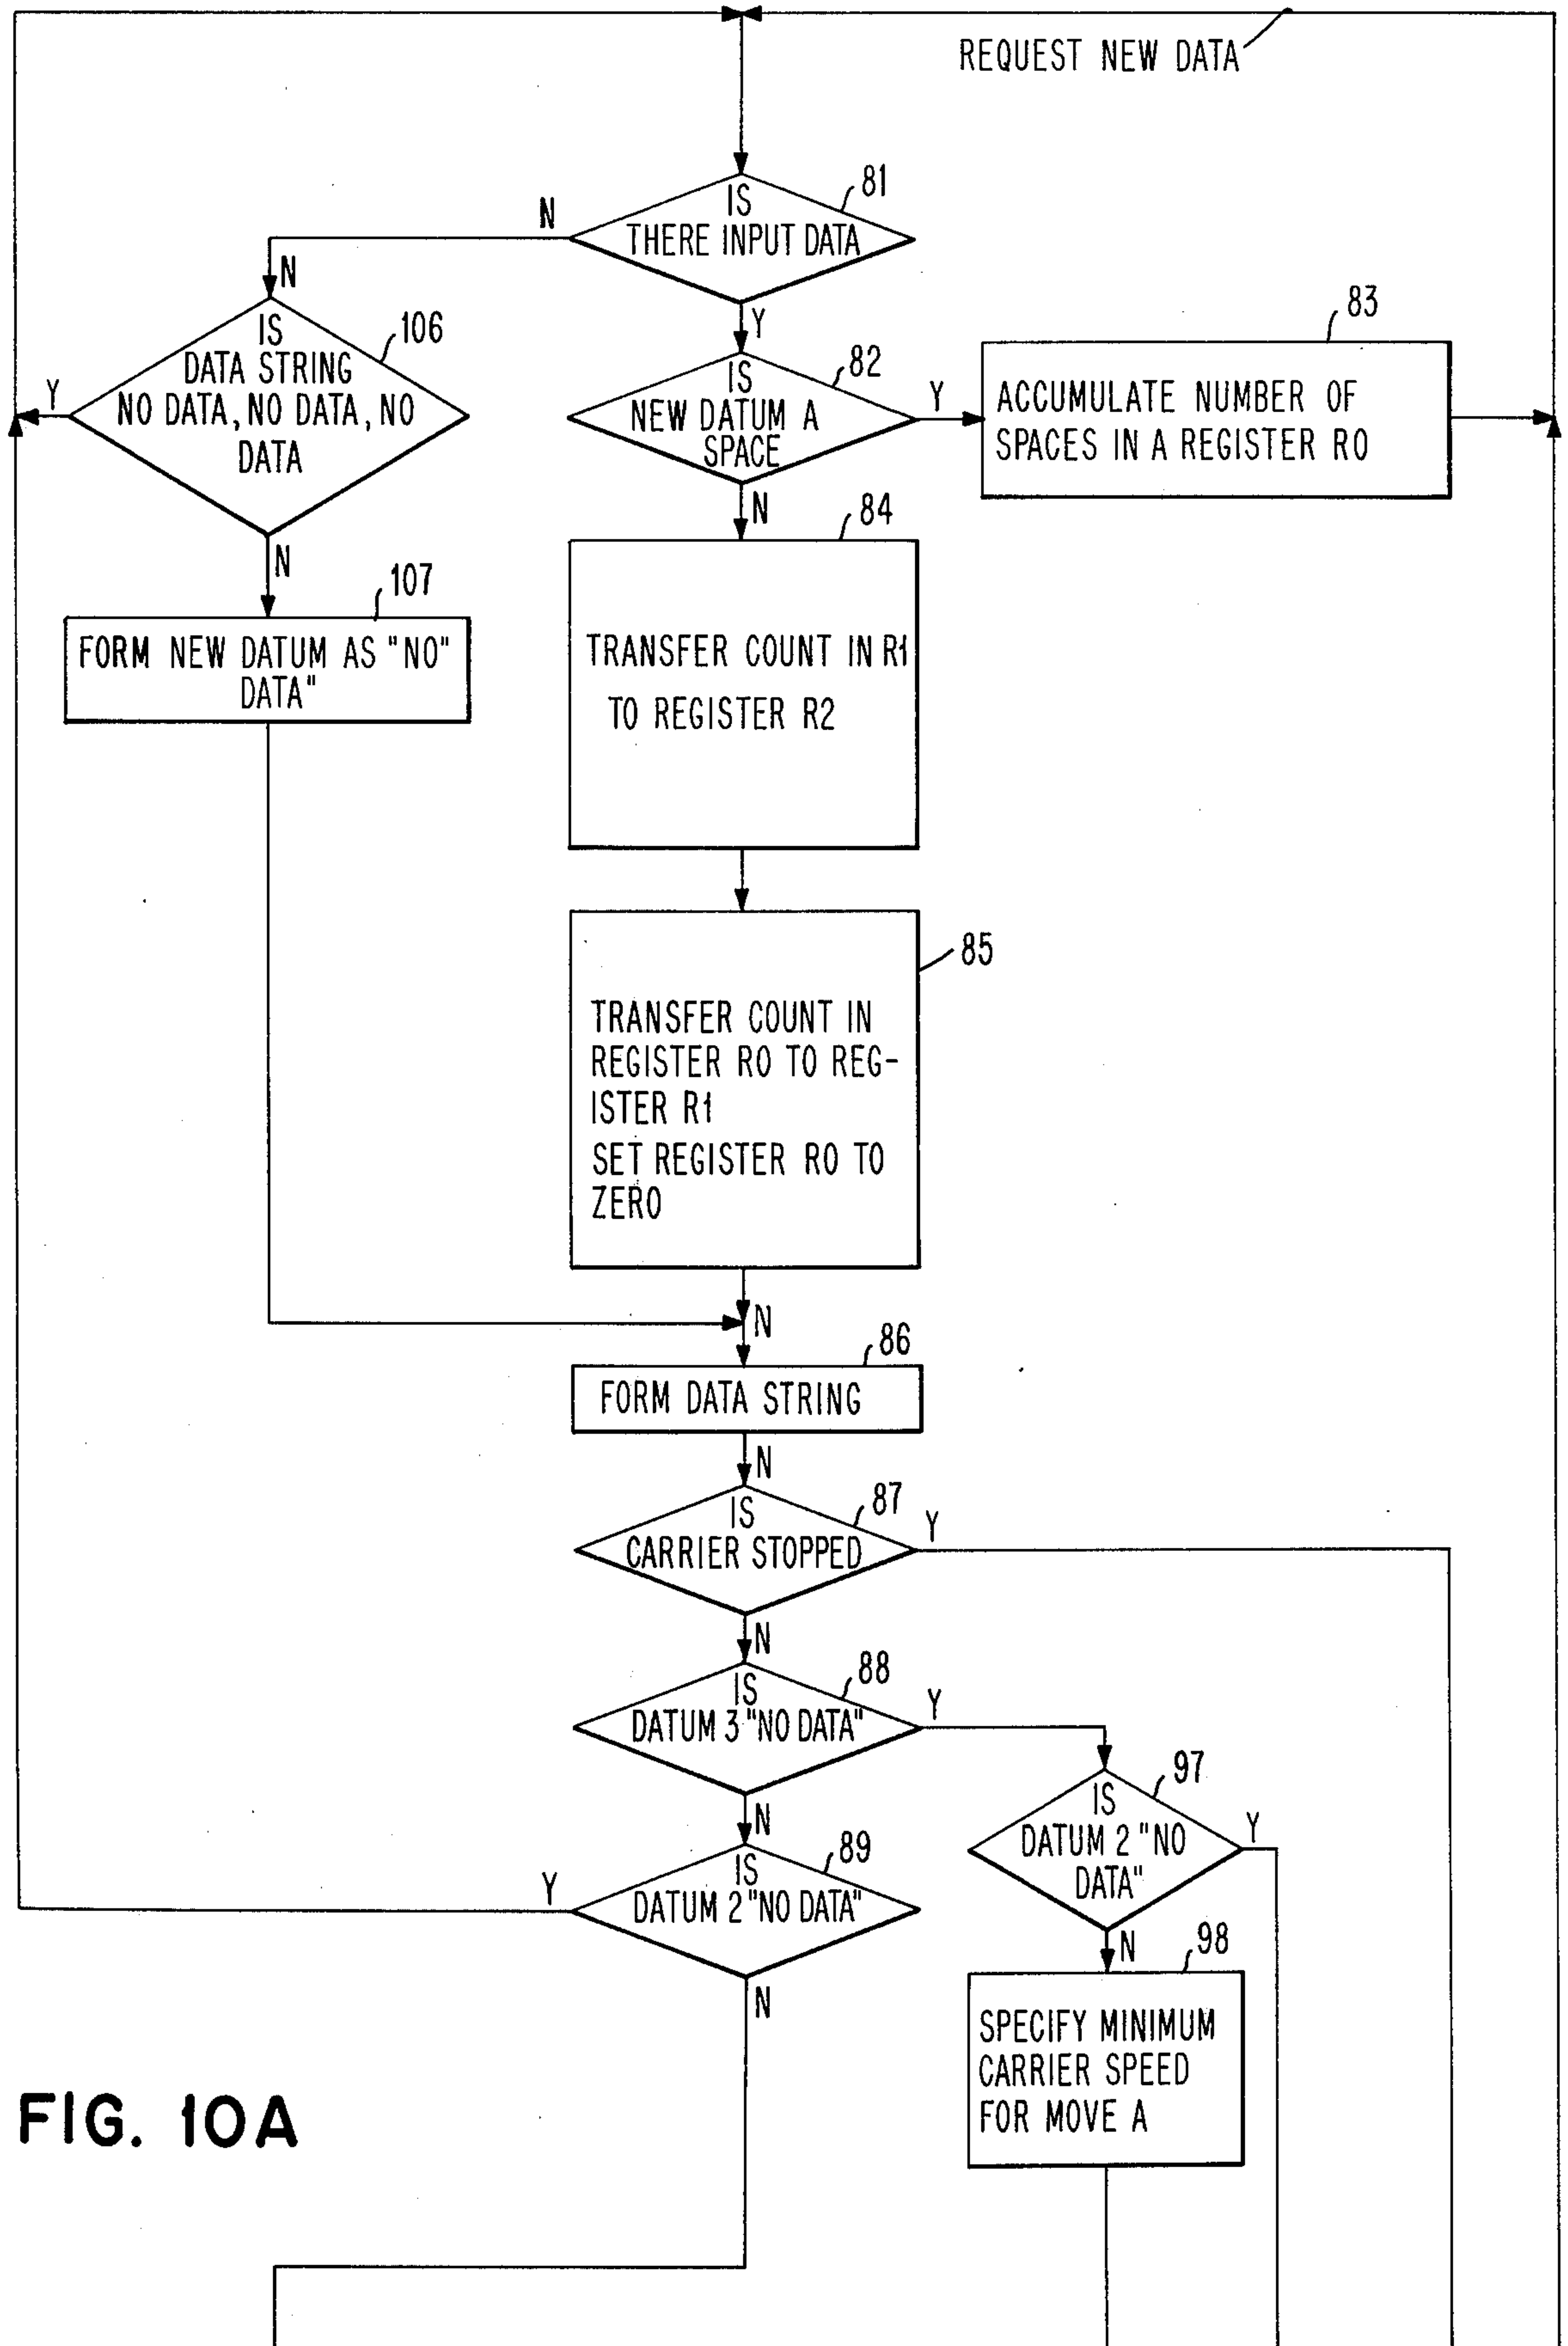 REQUEST NEW DATA
81
IS
THERE INPUT DATA
N
N
Y
106
IS
DATA STRING
NO DATA, NO DATA, NO
DATA
Y
N
82
IS
NEW DATUM A
SPACE
Y
N
83
ACCUMULATE NUMBER OF
SPACES IN A REGISTER R0
84
TRANSFER COUNT IN R1
TO REGISTER R2
107
FORM NEW DATUM AS "NO"
DATA"
85
TRANSFER COUNT IN
REGISTER R0 TO REG-
ISTER R1
SET REGISTER R0 TO
ZERO
N
86
FORM DATA STRING
N
87
IS
CARRIER STOPPED
Y
N
88
IS
DATUM 3 "NO DATA"
Y
N
97
IS
DATUM 2 "NO
DATA"
Y
N
89
IS
DATUM 2 "NO DATA"
Y
N
98
SPECIFY MINIMUM
CARRIER SPEED
FOR MOVE A
FIG. 10A